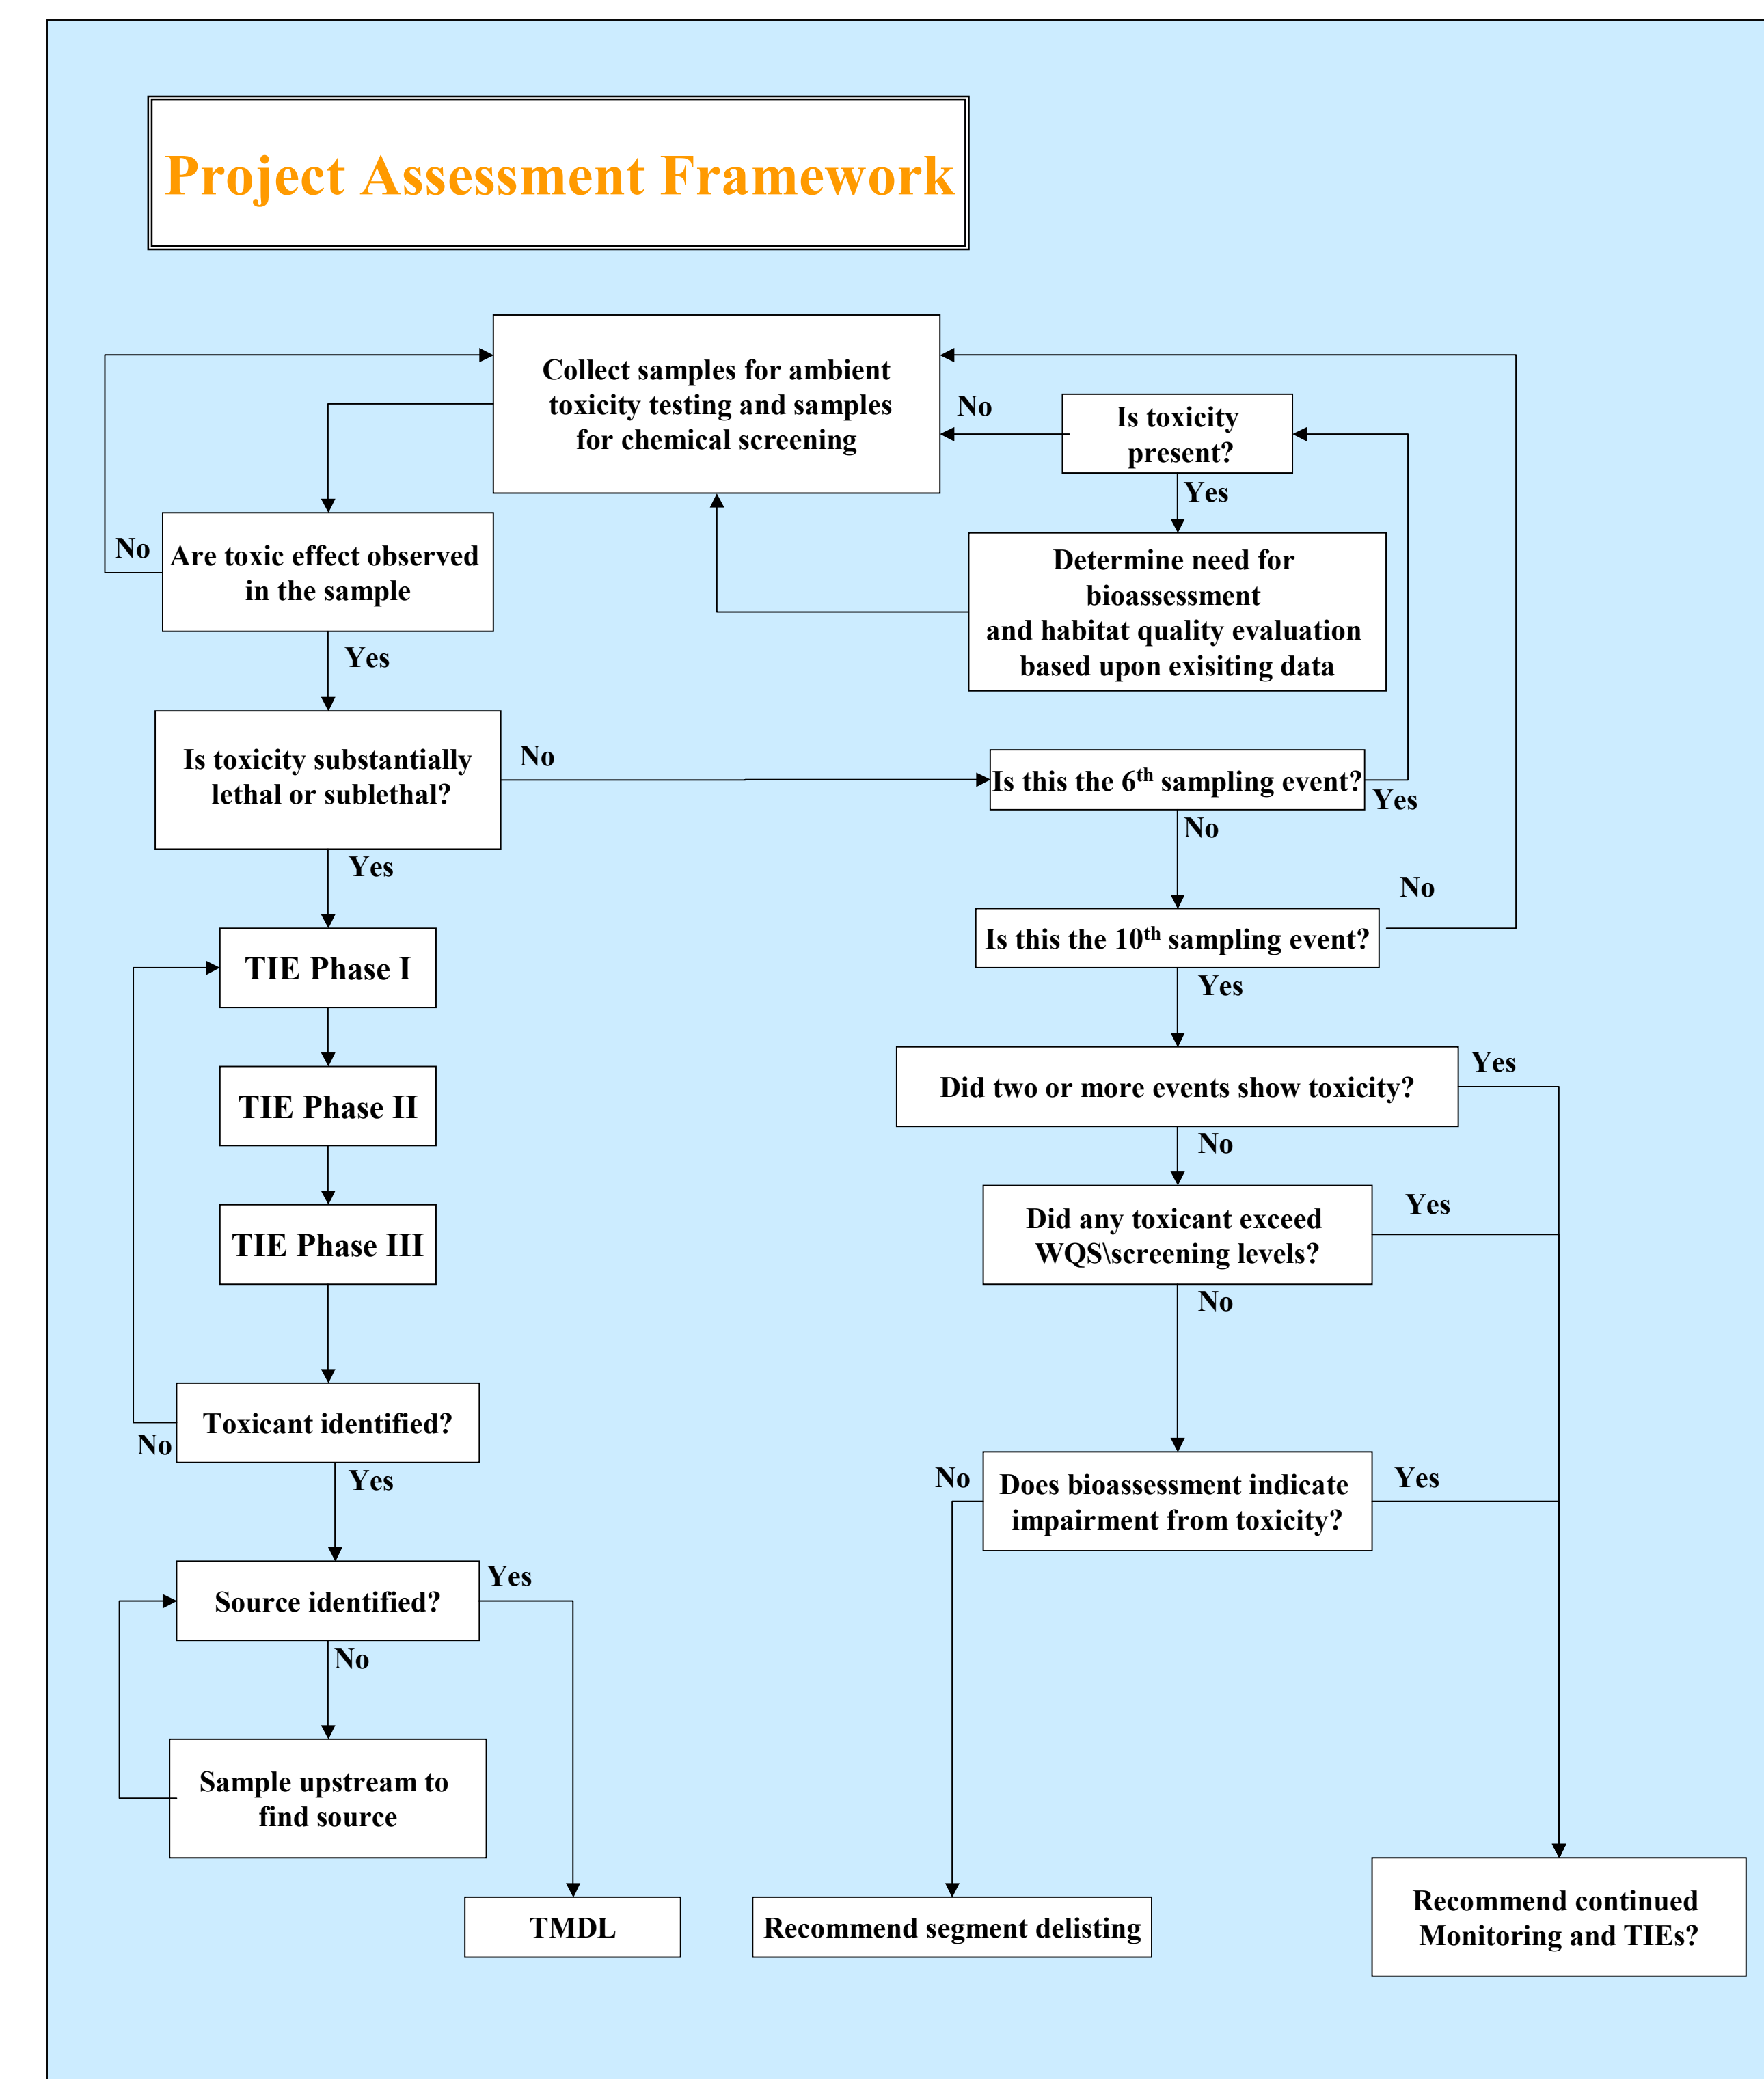 Project Assessment Framework
Collect samples for ambient
toxicity testing and samples
for chemical screening
No
Is toxicity
present?
Yes
No
Are toxic effect observed
in the sample
Determine need for
bioassessment
and habitat quality evaluation
based upon exisiting data
Yes
Is toxicity substantially
lethal or sublethal?
No
Is this the 6th sampling event?
Yes
No
Yes
No
TIE Phase I
Is this the 10th sampling event?
Yes
TIE Phase II
Did two or more events show toxicity?
Yes
No
TIE Phase III
Did any toxicant exceed
WQS\screening levels?
Yes
No
Toxicant identified?
No
Yes
No
Does bioassessment indicate
impairment from toxicity?
Yes
Source identified?
Yes
No
Sample upstream to
find source
TMDL
Recommend segment delisting
Recommend continued
Monitoring and TIEs?